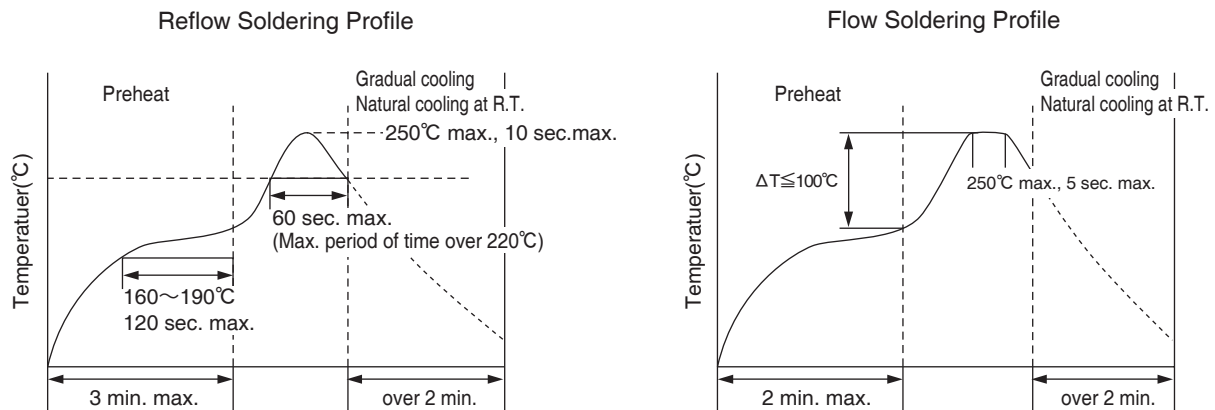 Reflow Soldering Profile
Temperatuer(℃)
Preheat
Gradual cooling
Natural cooling at R.T.
250℃ max., 10 sec.max.
60 sec. max.
(Max. period of time over 220℃)
160～190℃
120 sec. max.
3 min. max.
over 2 min.
Flow Soldering Profile
Temperatuer(℃)
Preheat
Gradual cooling
Natural cooling at R.T.
ΔT≦100℃
250℃ max., 5 sec. max.
2 min. max.
over 2 min.